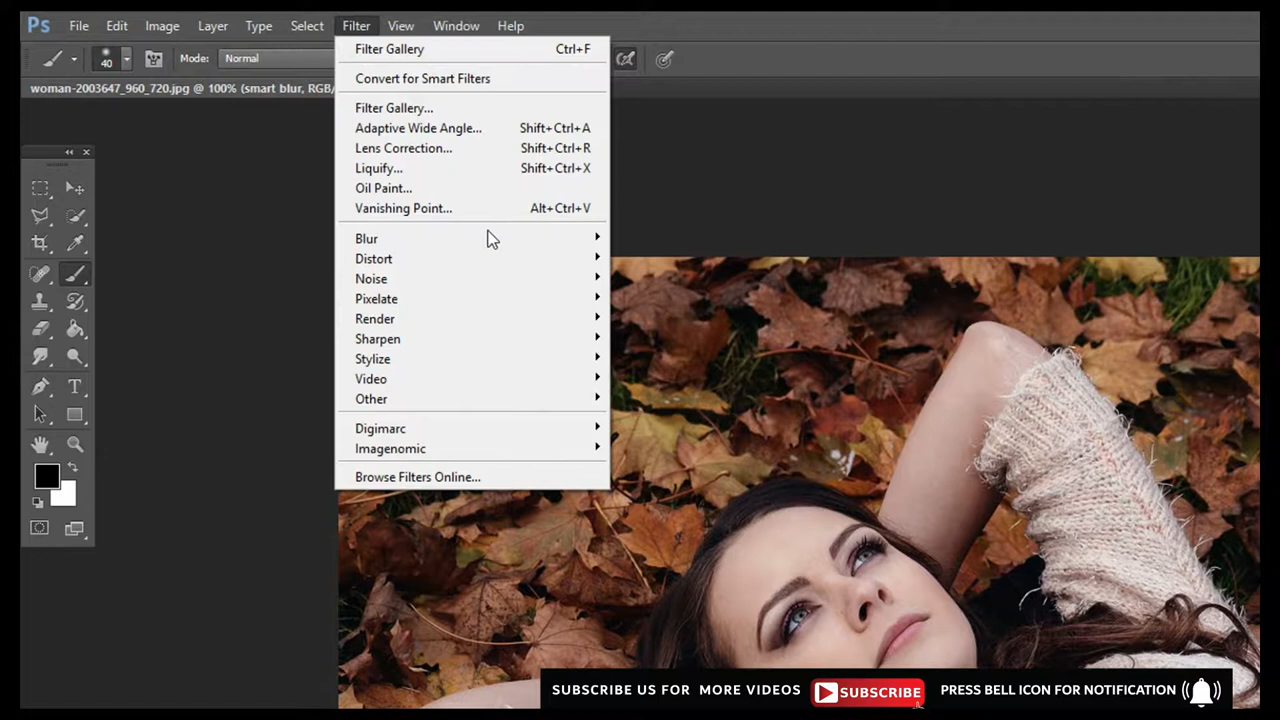 Ps File Edit Image Layer Type Select Filter View Window Help
40 Mode: Normal
woman-2003647_960_720.jpg @ 100% (smart blur, RGB/
Filter Gallery Ctrl+F
Convert for Smart Filters
Filter Gallery...
Adaptive Wide Angle... Shift+Ctrl+A
Lens Correction... Shift+Ctrl+R
Liquify... Shift+Ctrl+X
Oil Paint...
Vanishing Point... Alt+Ctrl+V
Blur
Distort
Noise
Pixelate
Render
Sharpen
Stylize
Video
Other
Digimarc
Imagenomic
Browse Filters Online...
T
SUBSCRIBE US FOR MORE VIDEOS SUBSCRIBE PRESS BELL ICON FOR NOTIFICATION